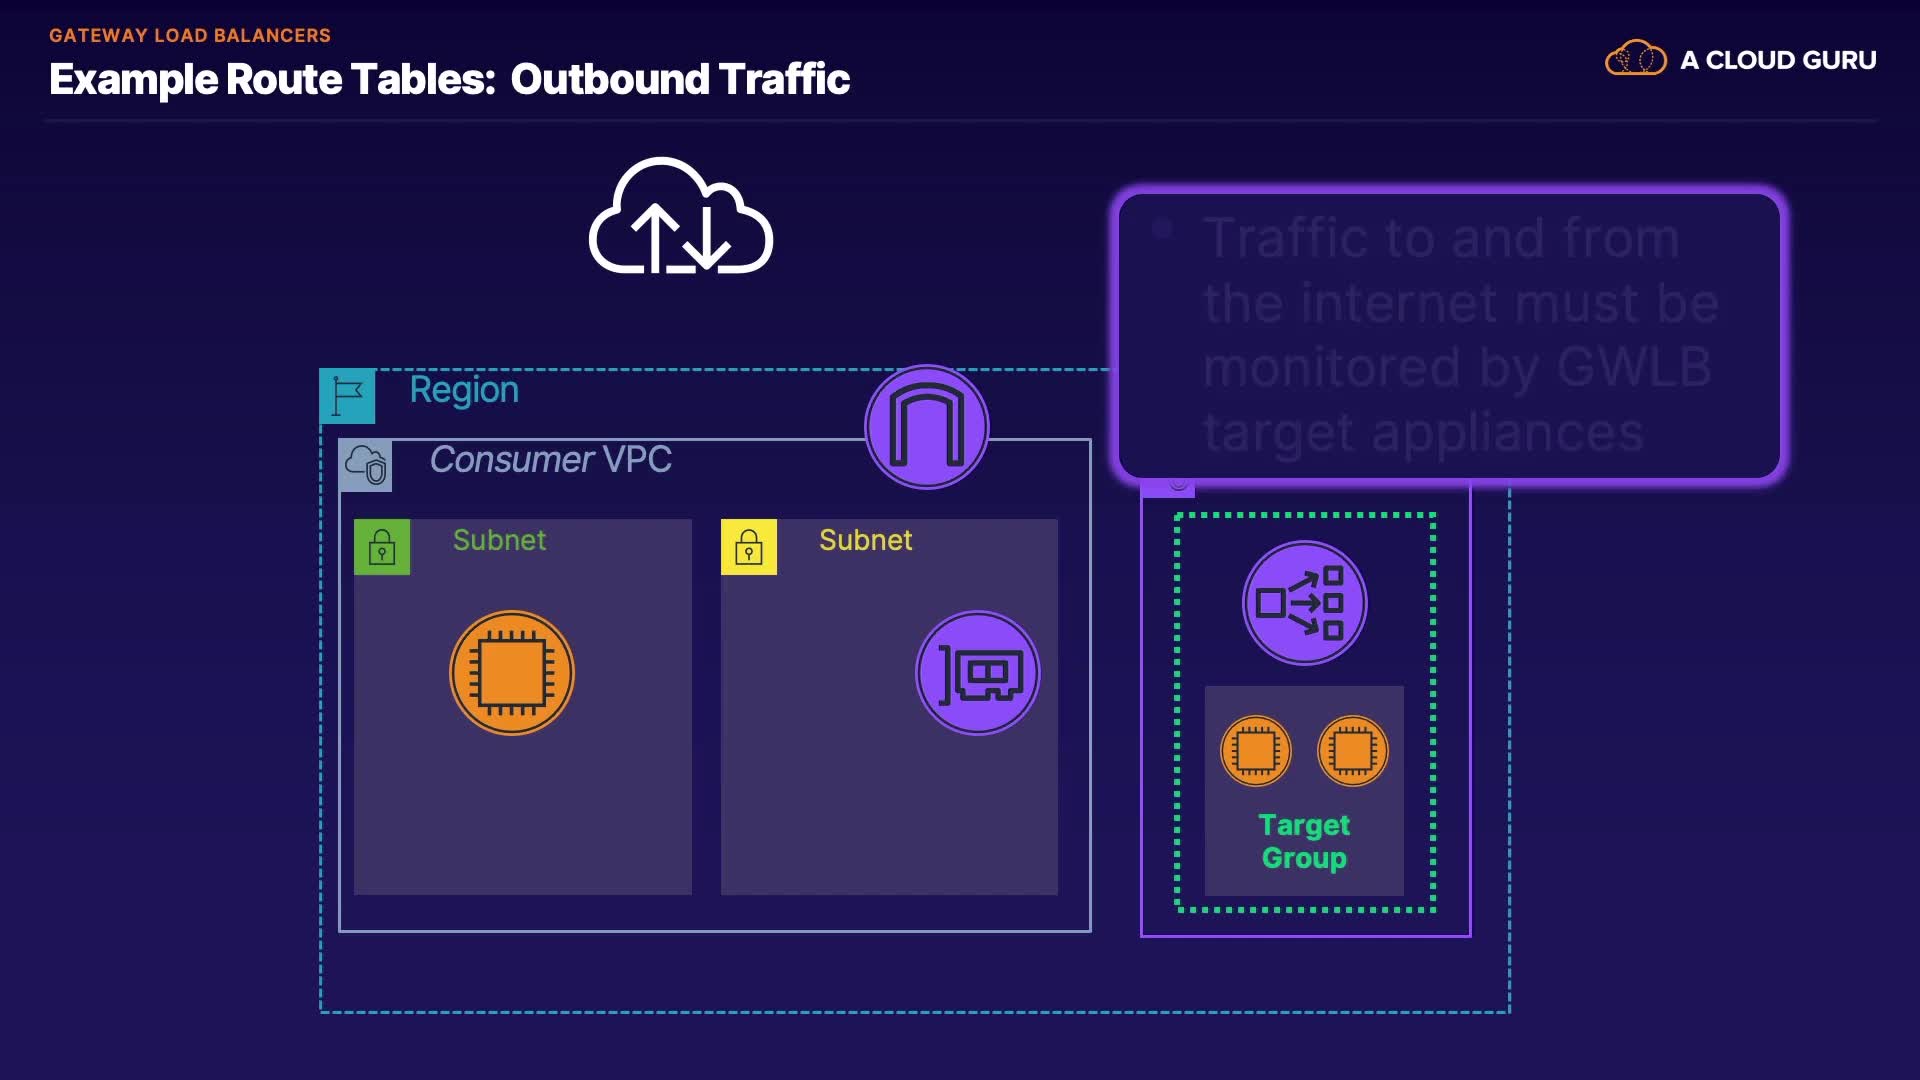 GATEWAY LOAD BALANCERS
Example Route Tables: Outbound Traffic
A CLOUD GURU
Traffic to and from
the internet must be
monitored by GWLB
target appliances
Region
Consumer VPC
Subnet
Subnet
Target
Group